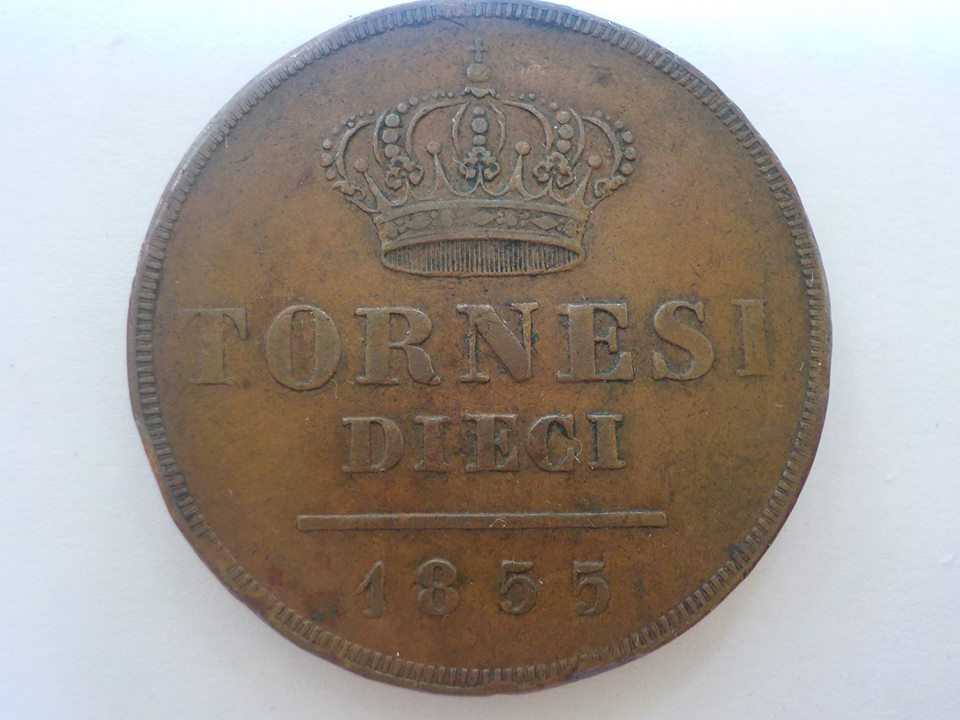 TORNESI
DIECI
1855